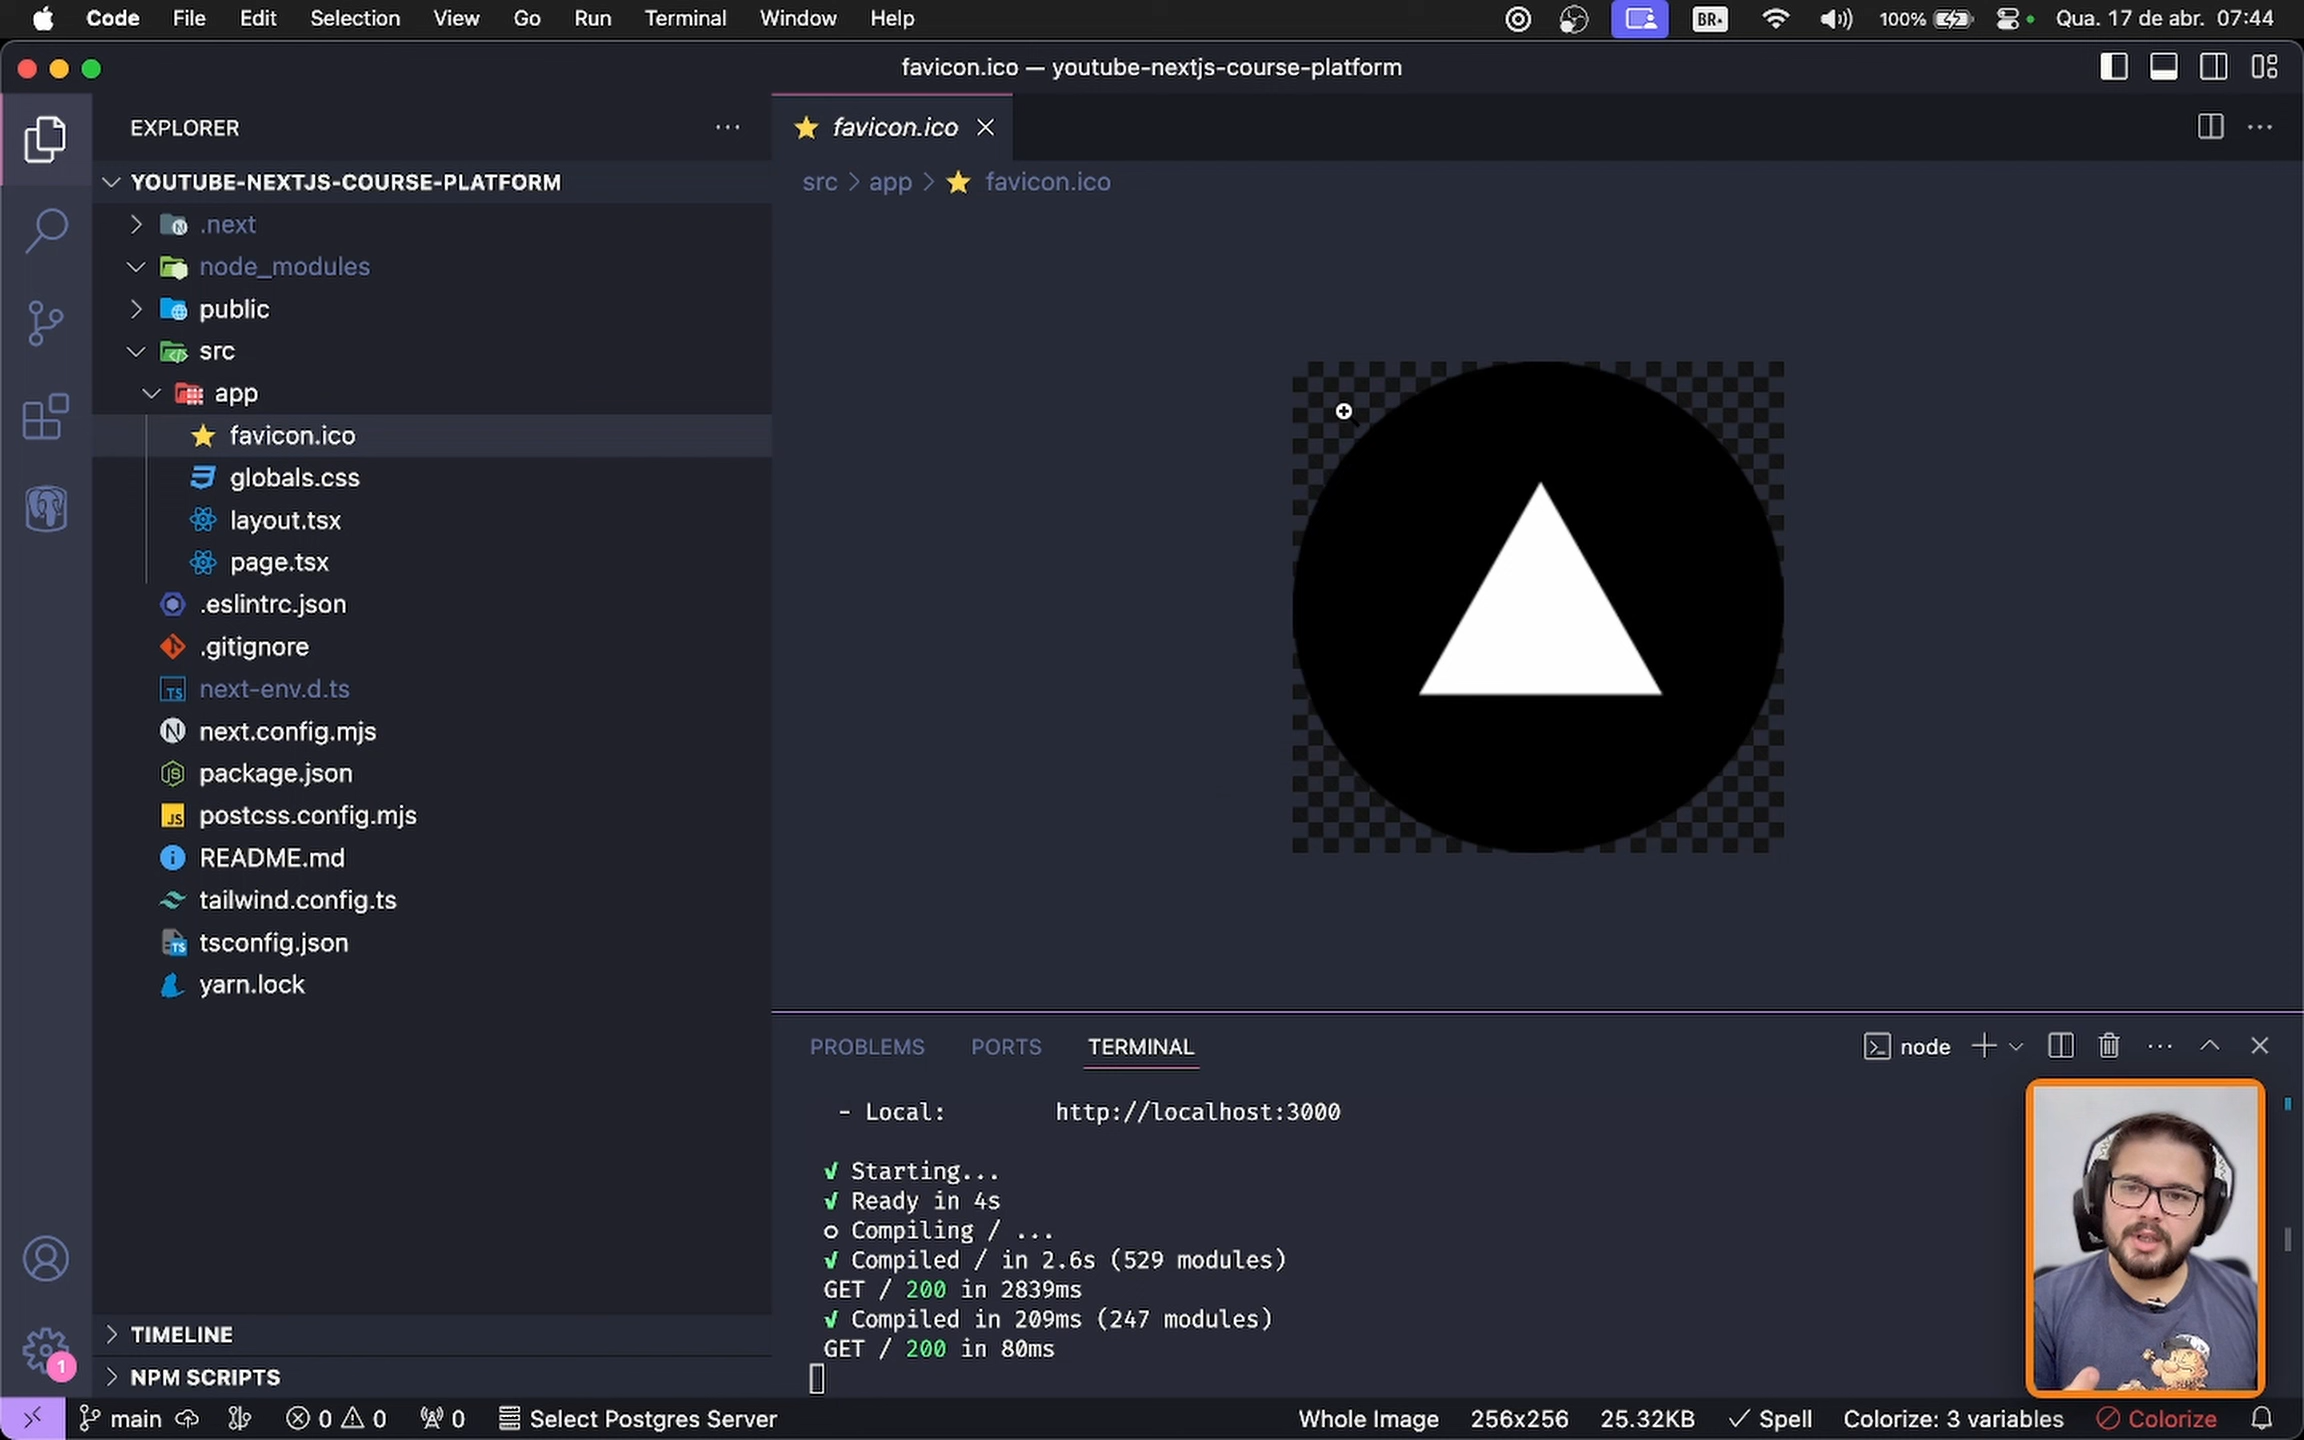 Code File Edit Selection View Go Run Terminal Window Help BR 100% Qua. 17 de abr. 07:44
favicon.ico — youtube-nextjs-course-platform
EXPLORER
favicon.ico
src > app > favicon.ico
YOUTUBE-NEXTJS-COURSE-PLATFORM
.next
node_modules
public
src
app
favicon.ico
globals.css
layout.tsx
page.tsx
.eslintrc.json
.gitignore
next-env.d.ts
next.config.mjs
package.json
postcss.config.mjs
README.md
tailwind.config.ts
tsconfig.json
yarn.lock
TIMELINE
NPM SCRIPTS
PROBLEMS PORTS TERMINAL
node
- Local: http://localhost:3000
✓ Starting...
✓ Ready in 4s
○ Compiling / ...
✓ Compiled / in 2.6s (529 modules)
GET / 200 in 2839ms
✓ Compiled in 209ms (247 modules)
GET / 200 in 80ms
1
main 0 0 0 Select Postgres Server Whole Image 256x256 25.32KB ✓ Spell Colorize: 3 variables Colorize